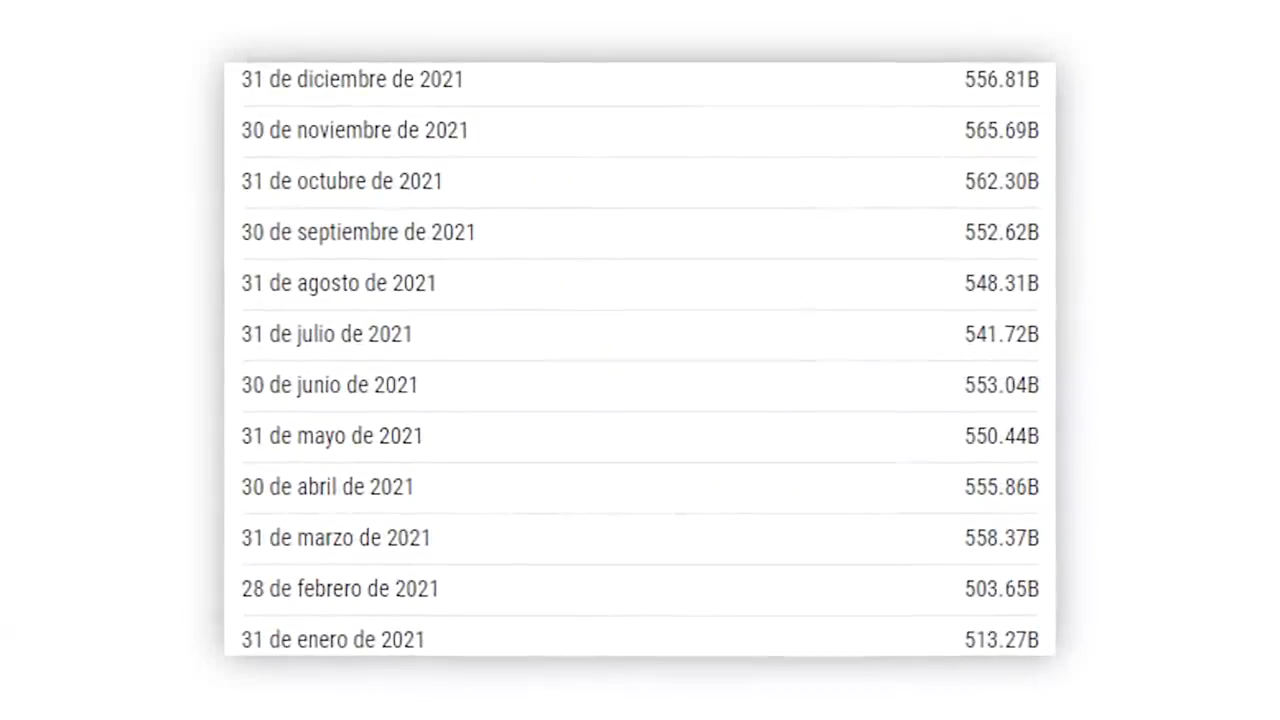 31 de diciembre de 2021 556.81B
30 de noviembre de 2021 565.69B
31 de octubre de 2021 562.30B
30 de septiembre de 2021 552.62B
31 de agosto de 2021 548.31B
31 de julio de 2021 541.72B
30 de junio de 2021 553.04B
31 de mayo de 2021 550.44B
30 de abril de 2021 555.86B
31 de marzo de 2021 558.37B
28 de febrero de 2021 503.65B
31 de enero de 2021 513.27B